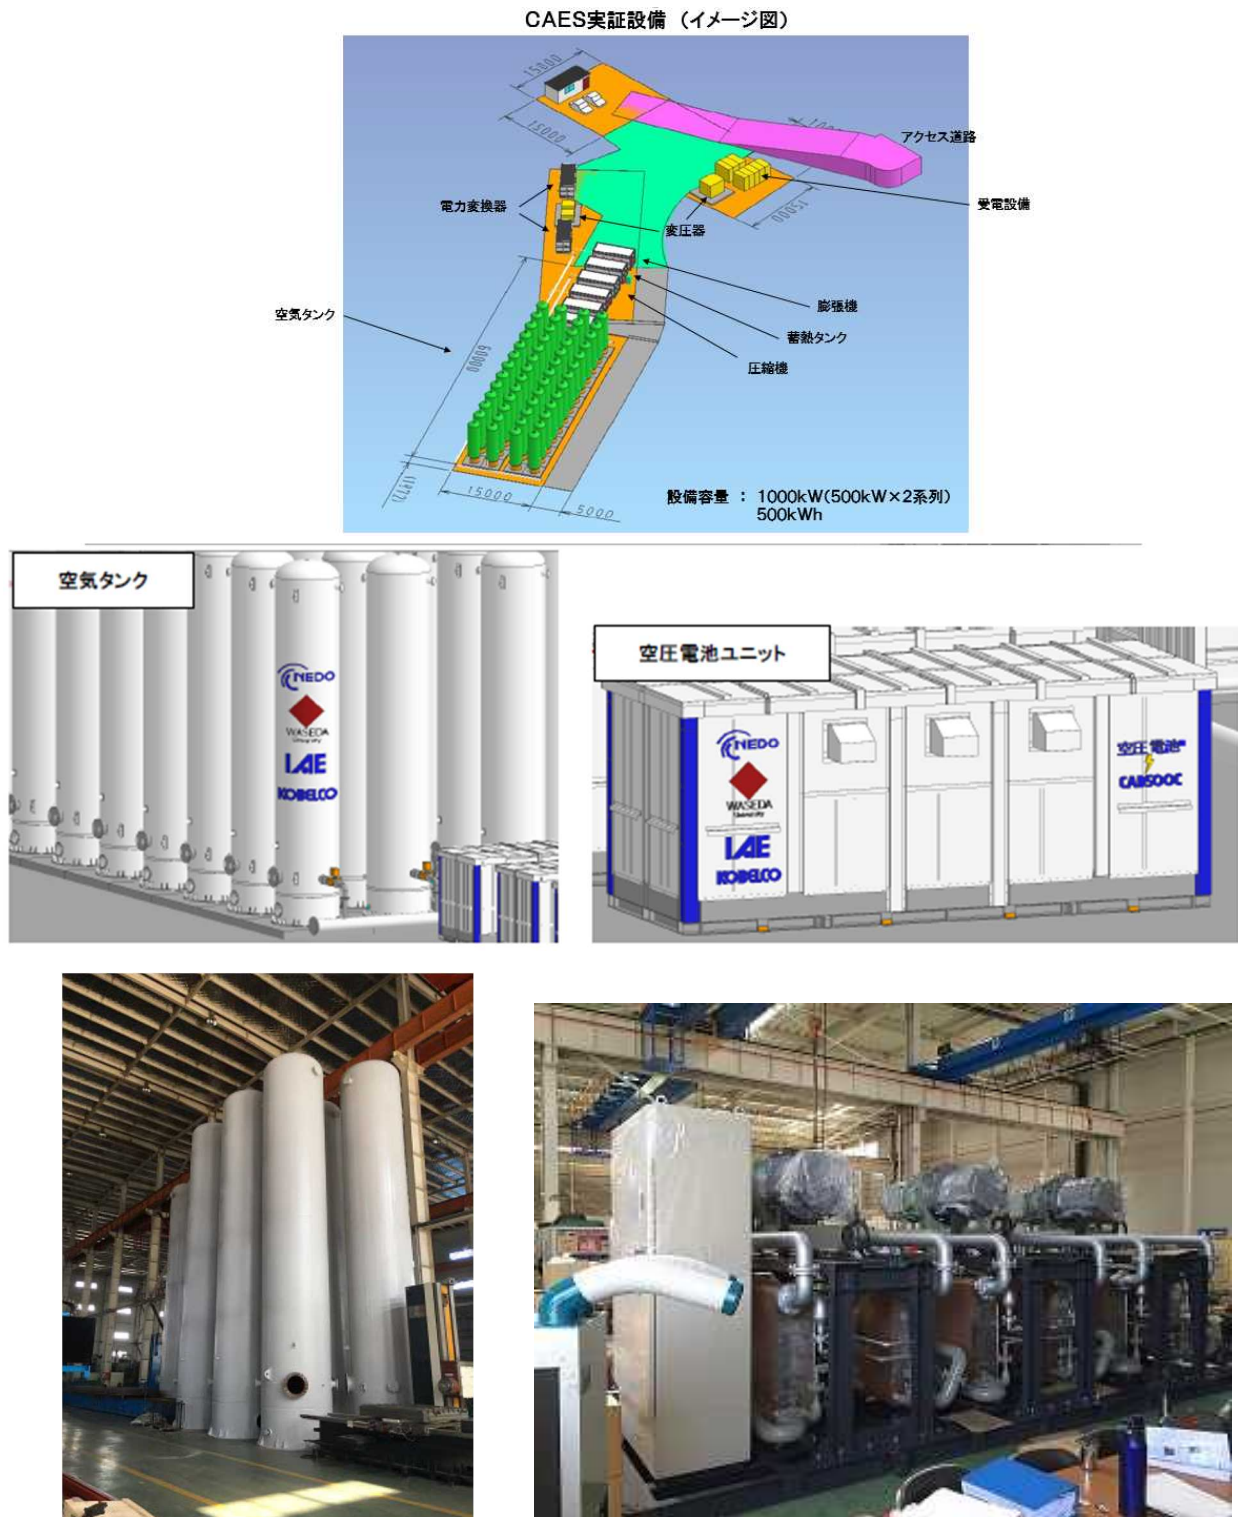 CAES実証設備 (イメージ図)
15000
15000
アクセス道路
電力変換器
変圧器
受電設備
15000
空気タンク
膨張機
蓄熱タンク
圧縮機
60000
(1872)
15000
5000
設備容量 : 1000kW(500kW×2系列)
500kWh
空気タンク
NEDO
WASEDA
University
IAE
KOBELCO
空圧電池ユニット
NEDO
WASEDA
University
IAE
KOBELCO
空圧電池